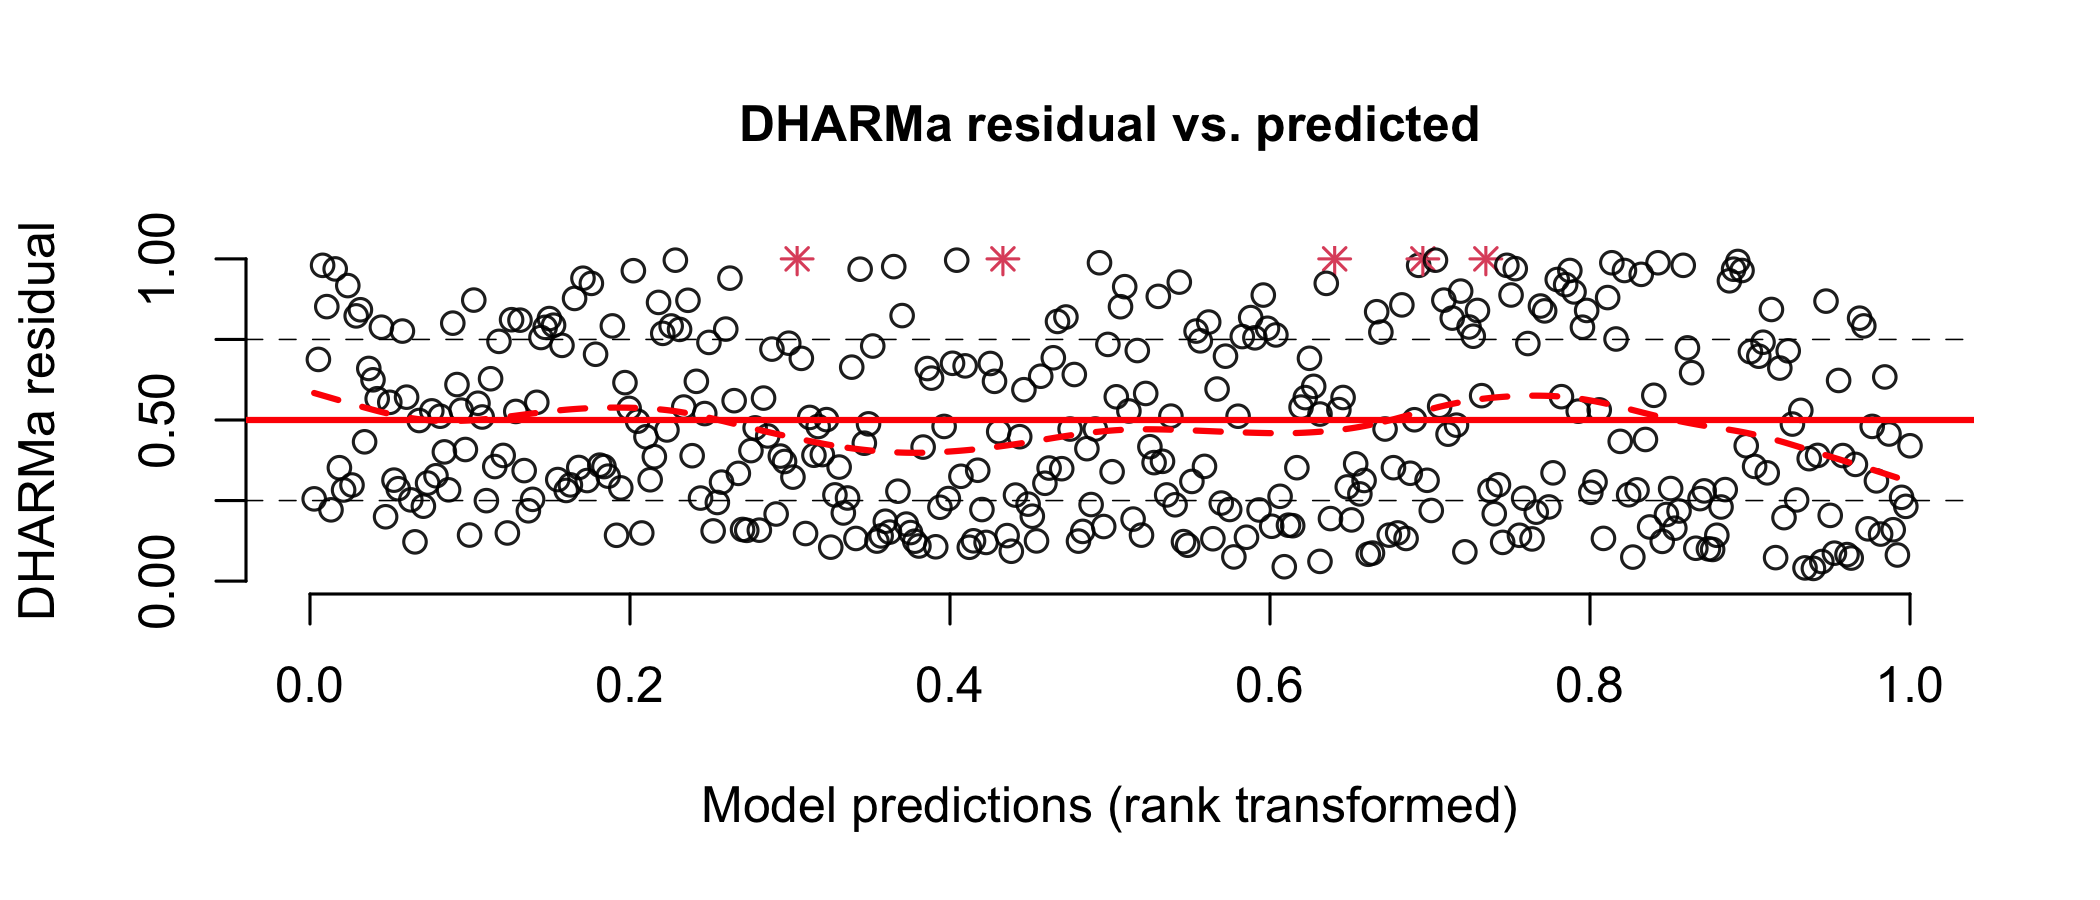 DHARMa residual vs. predicted
DHARMa residual
1.00
0.50
0.00
0.0 0.2 0.4 0.6 0.8 1.0
Model predictions (rank transformed)